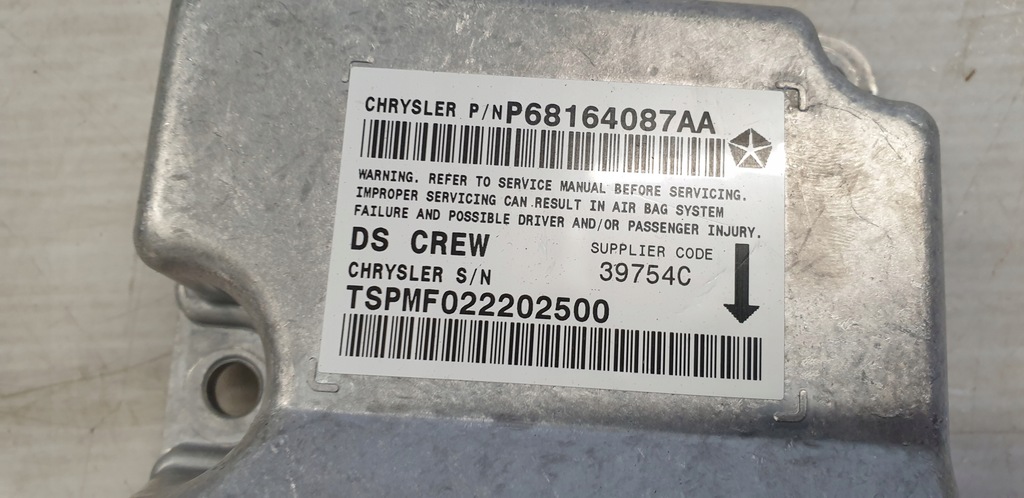 CHRYSLER P/N P68164087AA
WARNING. REFER TO SERVICE MANUAL BEFORE SERVICING.
IMPROPER SERVICING CAN RESULT IN AIR BAG SYSTEM
FAILURE AND POSSIBLE DRIVER AND/OR PASSENGER INJURY.
DS CREW
SUPPLIER CODE
39754C
CHRYSLER S/N
TSPMF022202500